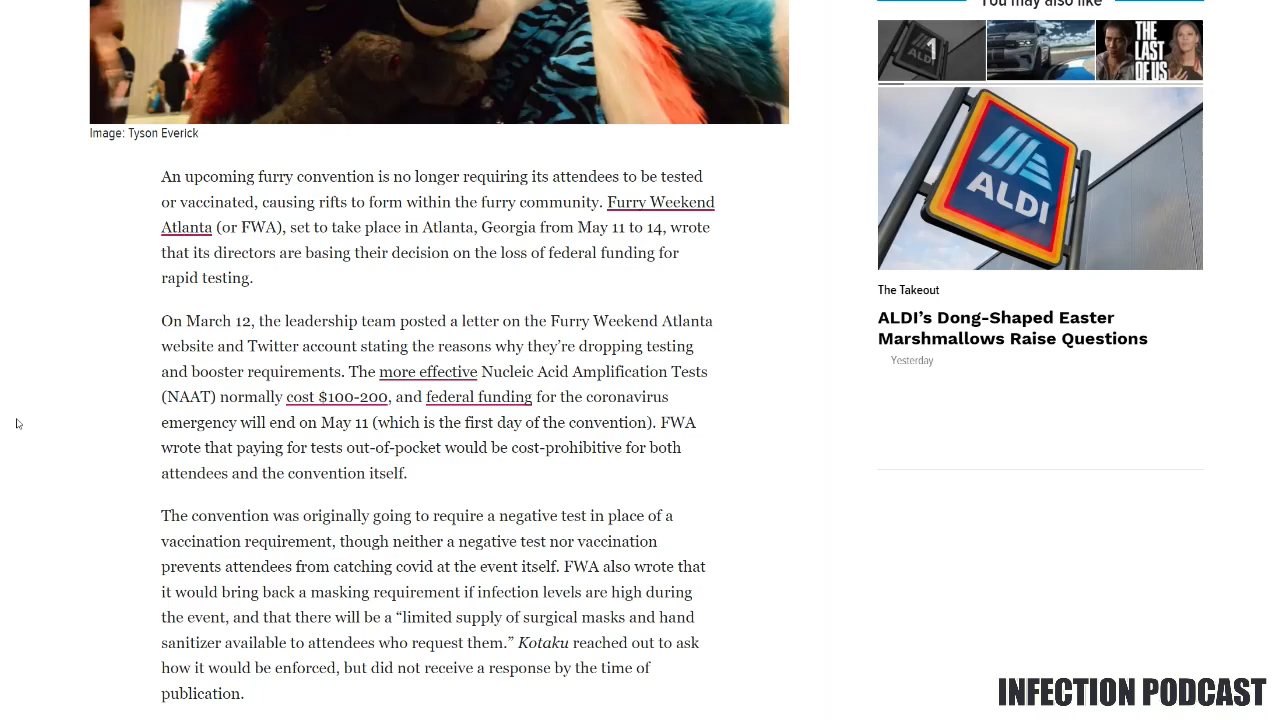 You may also like
1
ALDI
THE
LAST
OF US
Image: Tyson Everick
An upcoming furry convention is no longer requiring its attendees to be tested
or vaccinated, causing rifts to form within the furry community. Furry Weekend
Atlanta (or FWA), set to take place in Atlanta, Georgia from May 11 to 14, wrote
that its directors are basing their decision on the loss of federal funding for
rapid testing.
On March 12, the leadership team posted a letter on the Furry Weekend Atlanta
website and Twitter account stating the reasons why they’re dropping testing
and booster requirements. The more effective Nucleic Acid Amplification Tests
(NAAT) normally cost $100-200, and federal funding for the coronavirus
emergency will end on May 11 (which is the first day of the convention). FWA
wrote that paying for tests out-of-pocket would be cost-prohibitive for both
attendees and the convention itself.
The convention was originally going to require a negative test in place of a
vaccination requirement, though neither a negative test nor vaccination
prevents attendees from catching covid at the event itself. FWA also wrote that
it would bring back a masking requirement if infection levels are high during
the event, and that there will be a “limited supply of surgical masks and hand
sanitizer available to attendees who request them.” Kotaku reached out to ask
how it would be enforced, but did not receive a response by the time of
publication.
ALDI
The Takeout
ALDI’s Dong-Shaped Easter
Marshmallows Raise Questions
Yesterday
INFECTION PODCAST